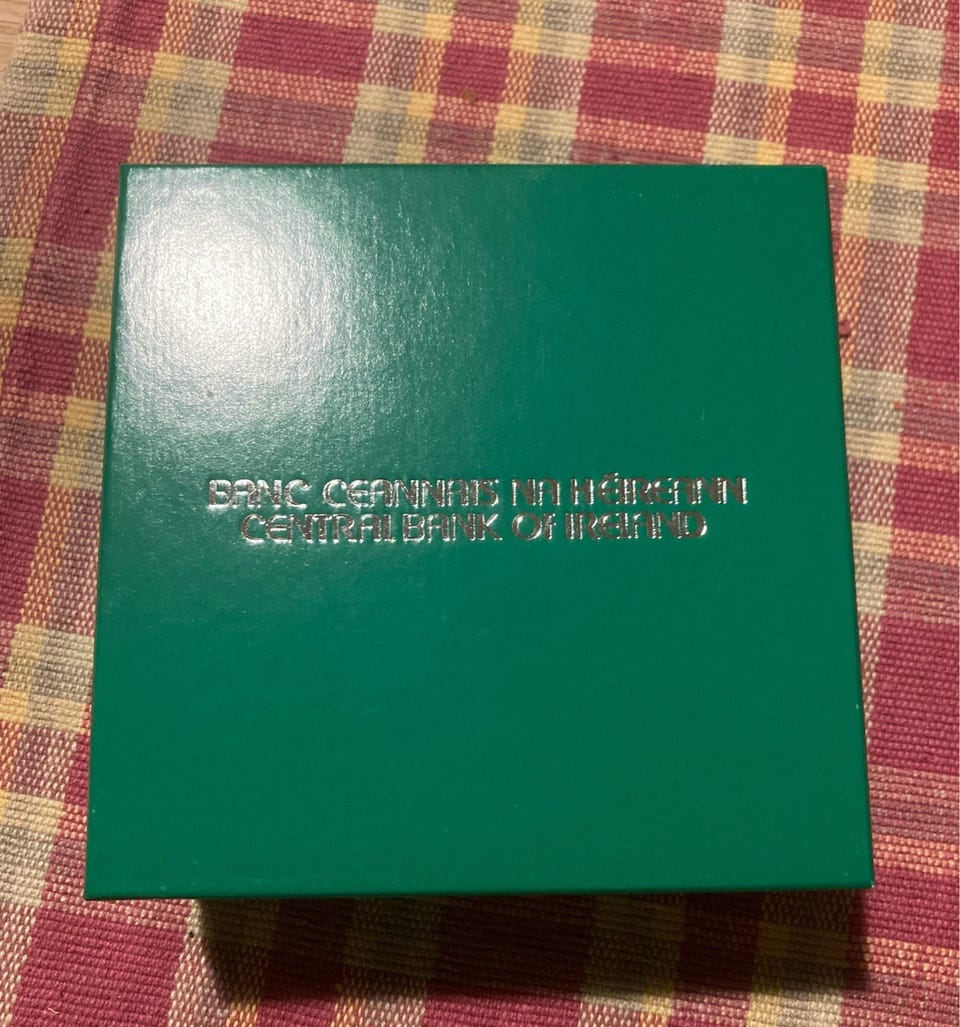 BANC CEANNAIS NA HÉIREANN
CENTRAL BANK OF IRELAND